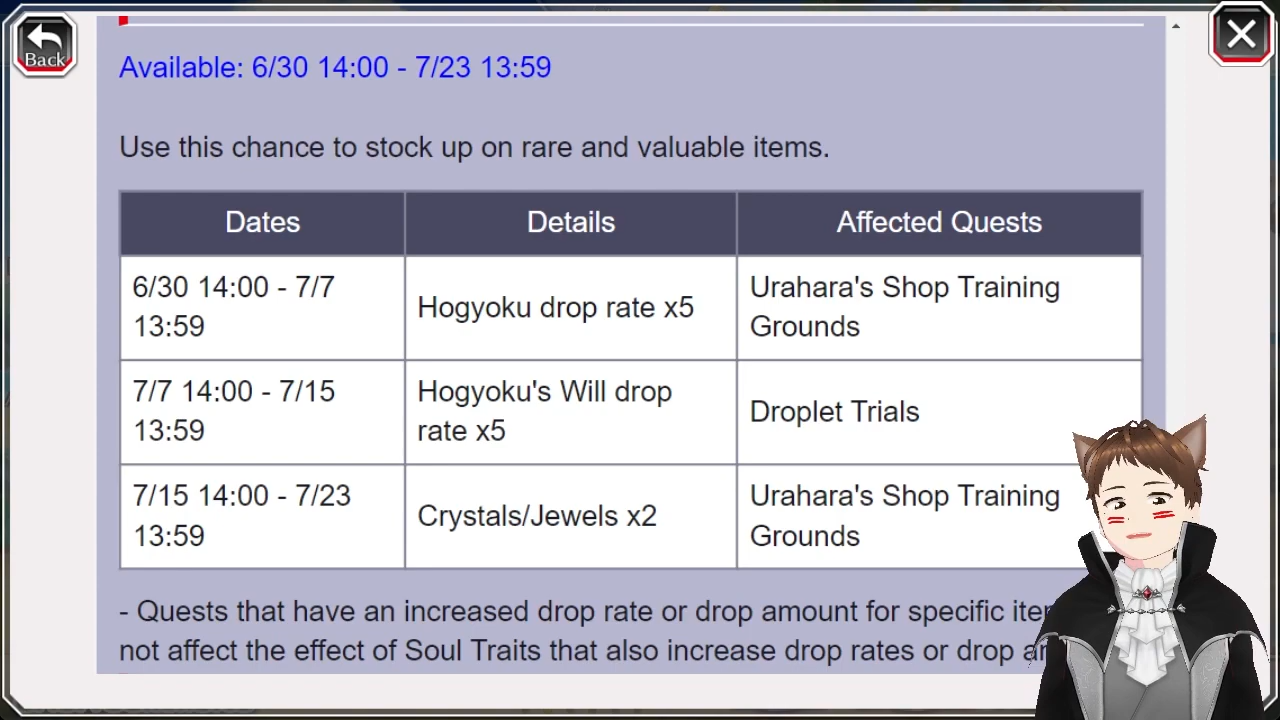 Back
Available: 6/30 14:00 - 7/23 13:59
Use this chance to stock up on rare and valuable items.
Dates Details Affected Quests
6/30 14:00 - 7/7
13:59
Hogyoku drop rate x5
Urahara's Shop Training
Grounds
7/7 14:00 - 7/15
13:59
Hogyoku's Will drop
rate x5
Droplet Trials
7/15 14:00 - 7/23
13:59
Crystals/Jewels x2
Urahara's Shop Training
Grounds
- Quests that have an increased drop rate or drop amount for specific
not affect the effect of Soul Traits that also increase drop rates or drop